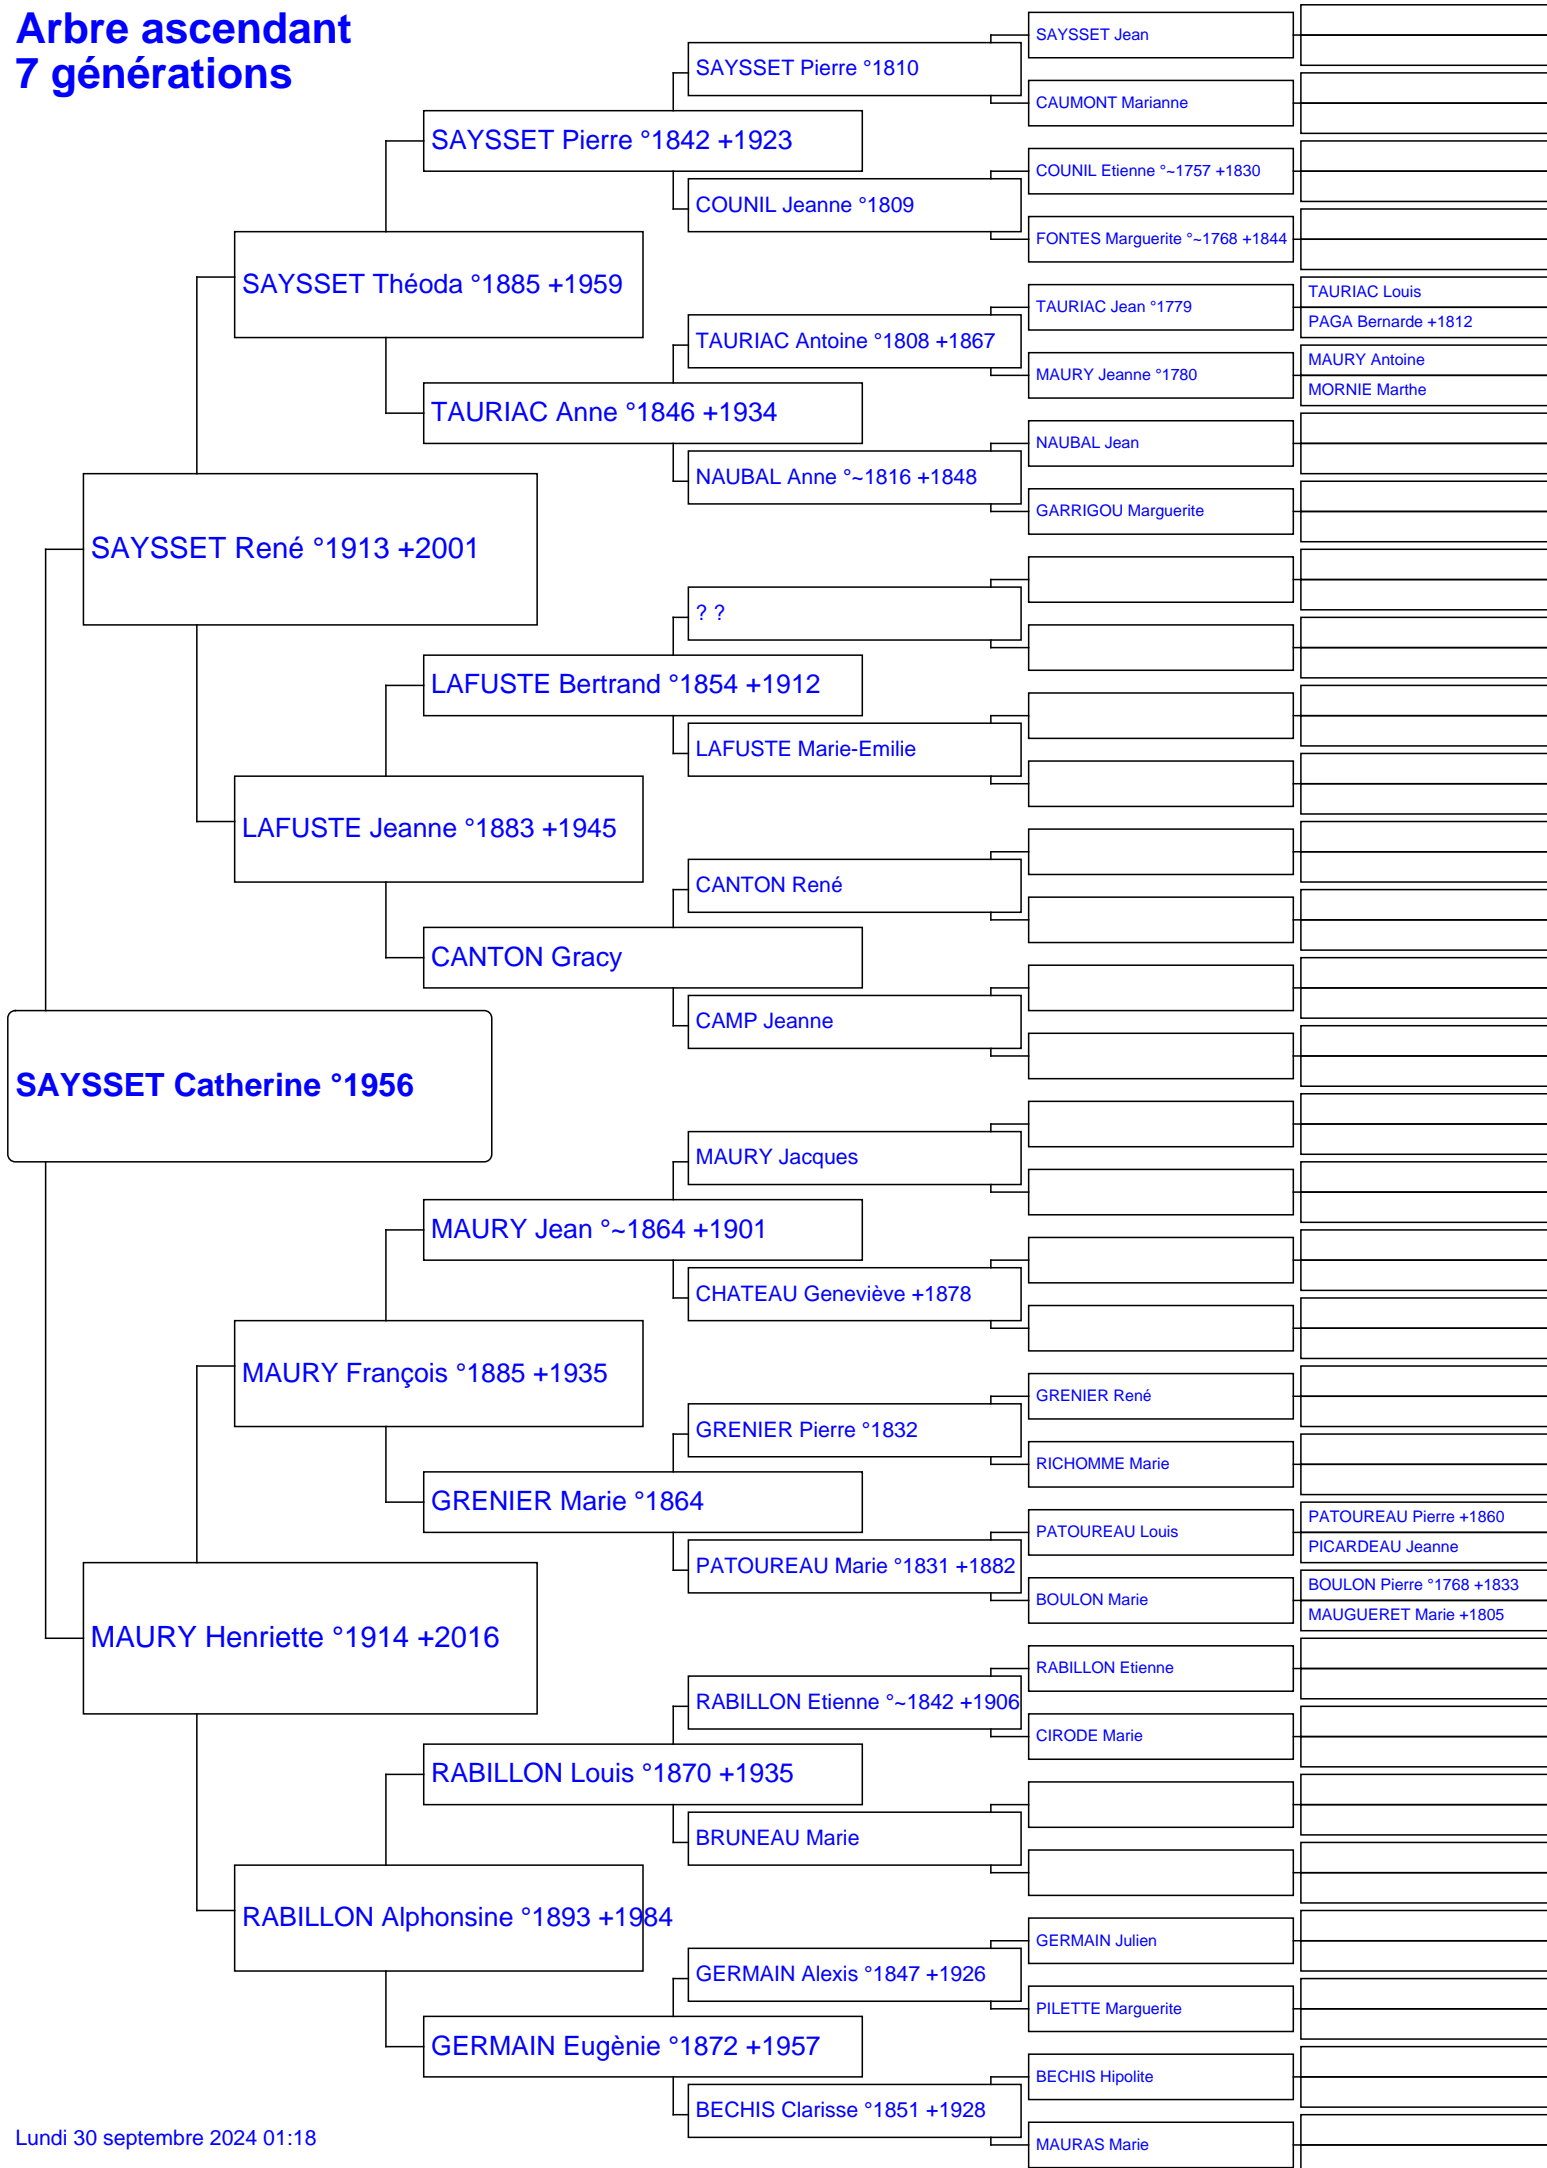 Arbre ascendant
7 générations
SAYSSET Catherine °1956
SAYSSET René °1913 +2001
MAURY Henriette °1914 +2016
SAYSSET Théoda °1885 +1959
LAFUSTE Jeanne °1883 +1945
MAURY François °1885 +1935
RABILLON Alphonsine °1893 +1984
SAYSSET Pierre °1842 +1923
TAURIAC Anne °1846 +1934
LAFUSTE Bertrand °1854 +1912
CANTON Gracy
MAURY Jean °~1864 +1901
GRENIER Marie °1864
RABILLON Louis °1870 +1935
GERMAIN Eugènie °1872 +1957
SAYSSET Pierre °1810
COUNIL Jeanne °1809
TAURIAC Antoine °1808 +1867
NAUBAL Anne °~1816 +1848
? ?
LAFUSTE Marie-Emilie
CANTON René
CAMP Jeanne
MAURY Jacques
CHATEAU Geneviève +1878
GRENIER Pierre °1832
PATOUREAU Marie °1831 +1882
RABILLON Etienne °~1842 +1906
BRUNEAU Marie
GERMAIN Alexis °1847 +1926
BECHIS Clarisse °1851 +1928
SAYSSET Jean
CAUMONT Marianne
COUNIL Etienne °~1757 +1830
FONTES Marguerite °~1768 +1844
TAURIAC Jean °1779
MAURY Jeanne °1780
NAUBAL Jean
GARRIGOU Marguerite
GRENIER René
RICHOMME Marie
PATOUREAU Louis
BOULON Marie
RABILLON Etienne
CIRODE Marie
GERMAIN Julien
PILETTE Marguerite
BECHIS Hipolite
MAURAS Marie
TAURIAC Louis
PAGA Bernarde +1812
MAURY Antoine
MORNIE Marthe
PATOUREAU Pierre +1860
PICARDEAU Jeanne
BOULON Pierre °1768 +1833
MAUGUERET Marie +1805
Lundi 30 septembre 2024 01:18